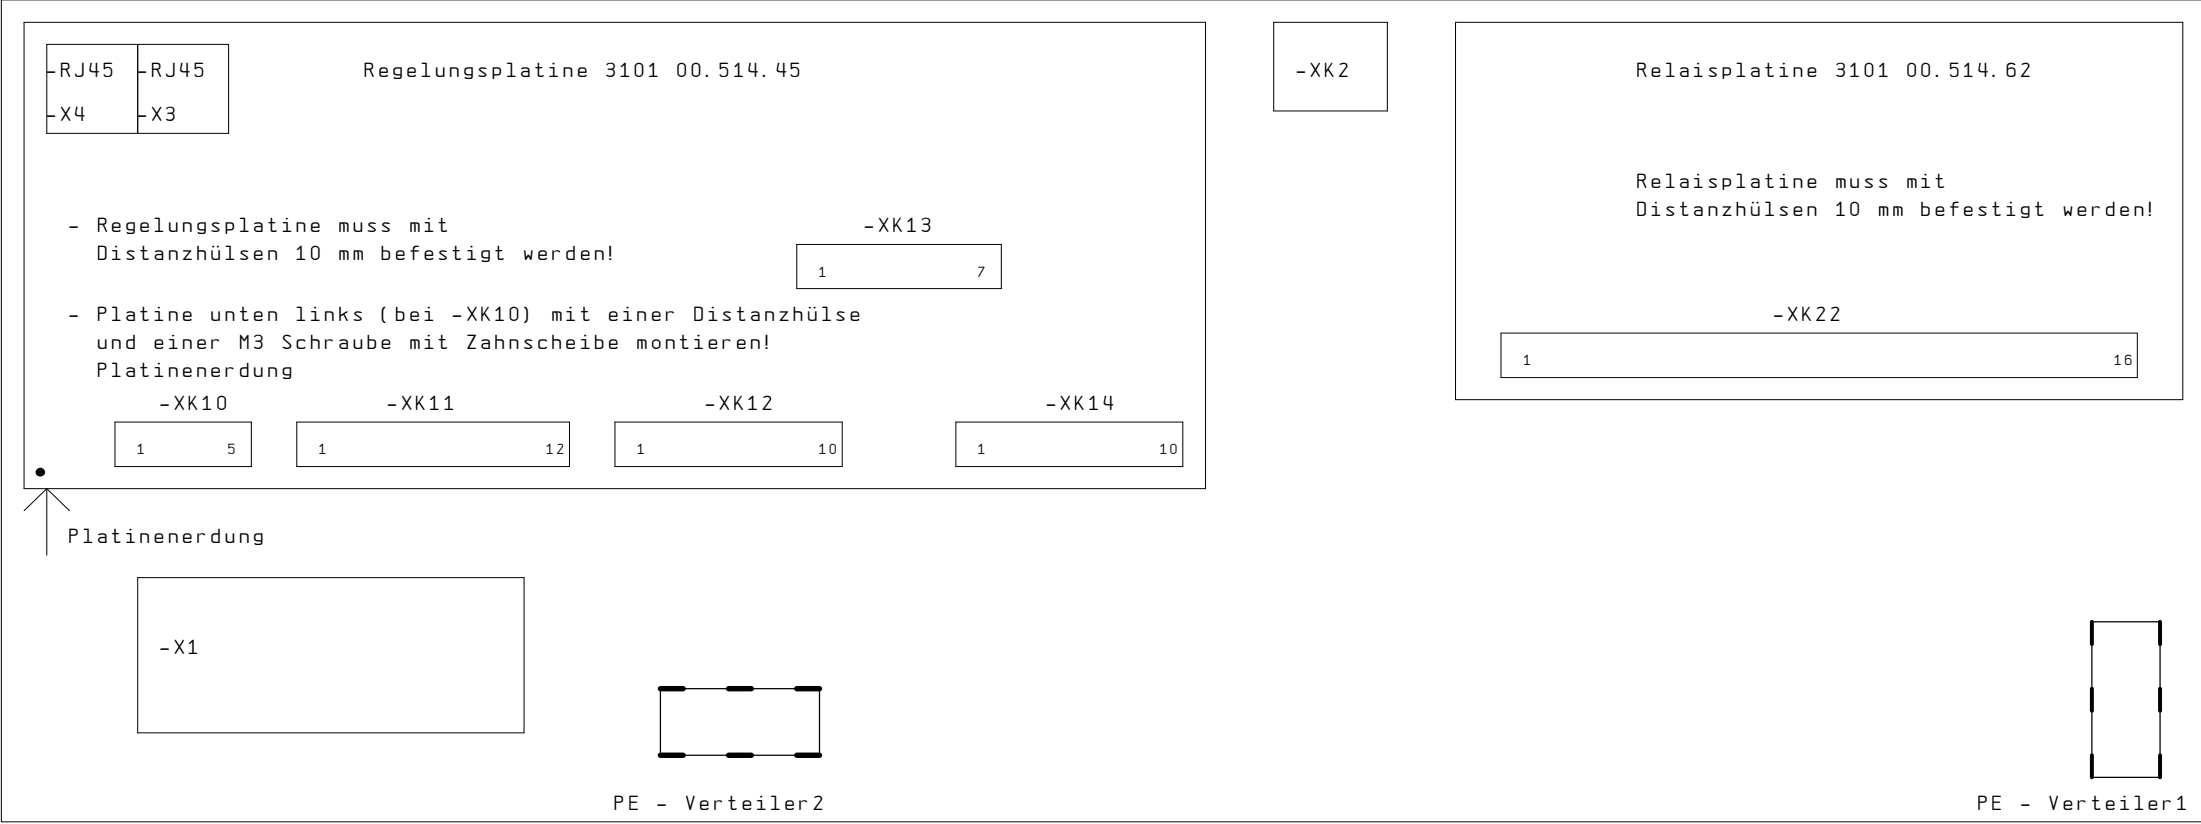 -RJ45 -RJ45 Regelungsplatine 3101 00.514.45 -XK2 Relaisplatine 3101 00.514.62
-X4 -X3
Relaisplatine muss mit
Distanzhülsen 10 mm befestigt werden!
- Regelungsplatine muss mit
Distanzhülsen 10 mm befestigt werden!
-XK13
1 7
- Platine unten links (bei -XK10) mit einer Distanzhülse
und einer M3 Schraube mit Zahnscheibe montieren!
Platinenerdung
-XK22
1 16
-XK10 -XK11 -XK12 -XK14
1 5 1 12 1 10 1 10
Platinenerdung
-X1
PE - Verteiler2 PE - Verteiler1